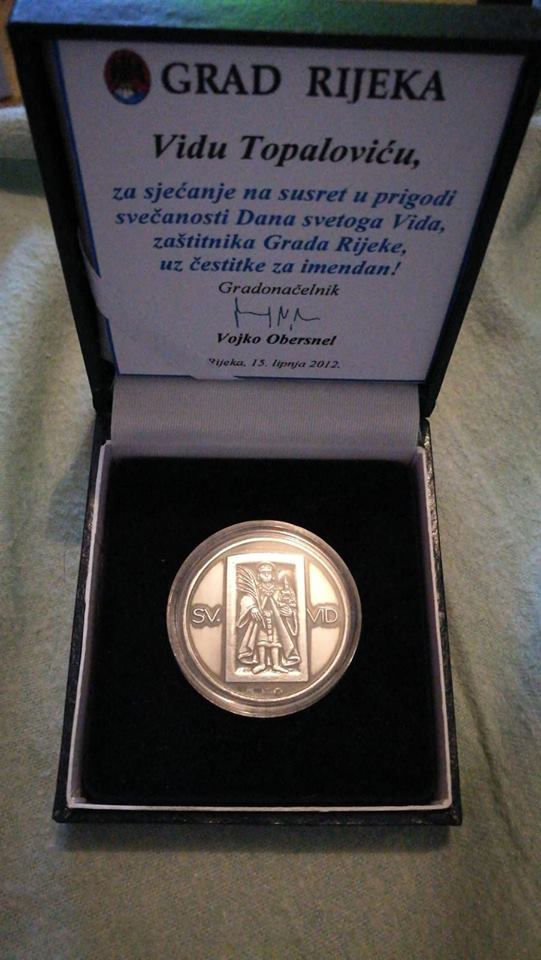 GRAD RIJEKA
Vidu Topaloviću,
za sjećanje na susret u prigodi
svečanosti Dana svetoga Vida,
zaštitnika Grada Rijeke,
uz čestitke za imendan!
Gradonačelnik
Vojko Obersnel
Rijeka, 15. lipnja 2012.
SV. VID